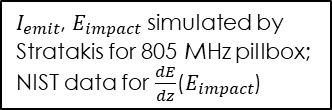 I_emit, E_impact simulated by
Stratakis for 805 MHz pillbox;
NIST data for dE/dz(E_impact)